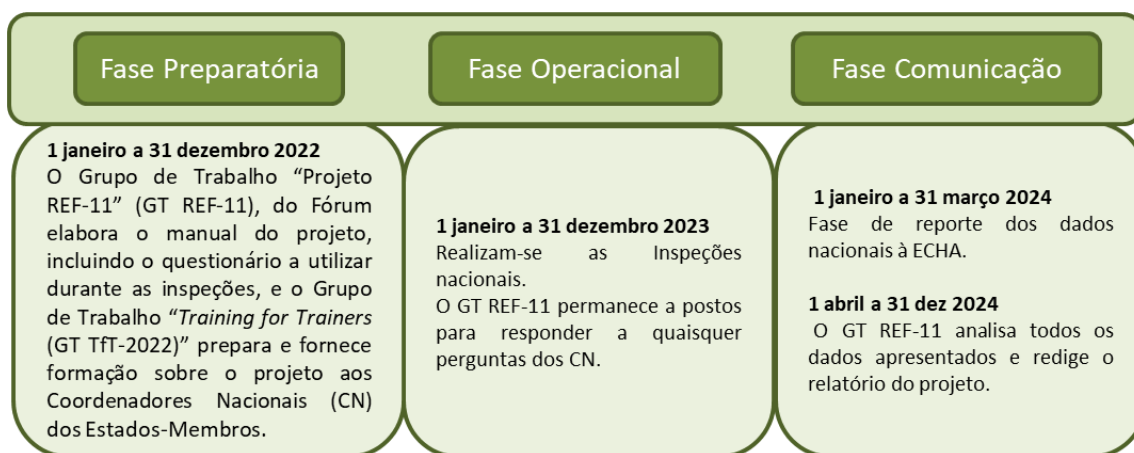 Fase Preparatória
Fase Operacional
Fase Comunicação
1 janeiro a 31 dezembro 2022
O Grupo de Trabalho “Projeto
REF-11” (GT REF-11), do Fórum
elabora o manual do projeto,
incluindo o questionário a utilizar
durante as inspeções, e o Grupo
de Trabalho “Training for Trainers
(GT TfT-2022)” prepara e fornece
formação sobre o projeto aos
Coordenadores Nacionais (CN)
dos Estados-Membros.
1 janeiro a 31 dezembro 2023
Realizam-se as Inspeções
nacionais.
O GT REF-11 permanece a postos
para responder a quaisquer
perguntas dos CN.
1 janeiro a 31 março 2024
Fase de reporte dos dados
nacionais à ECHA.
1 abril a 31 dez 2024
O GT REF-11 analisa todos os
dados apresentados e redige o
relatório do projeto.